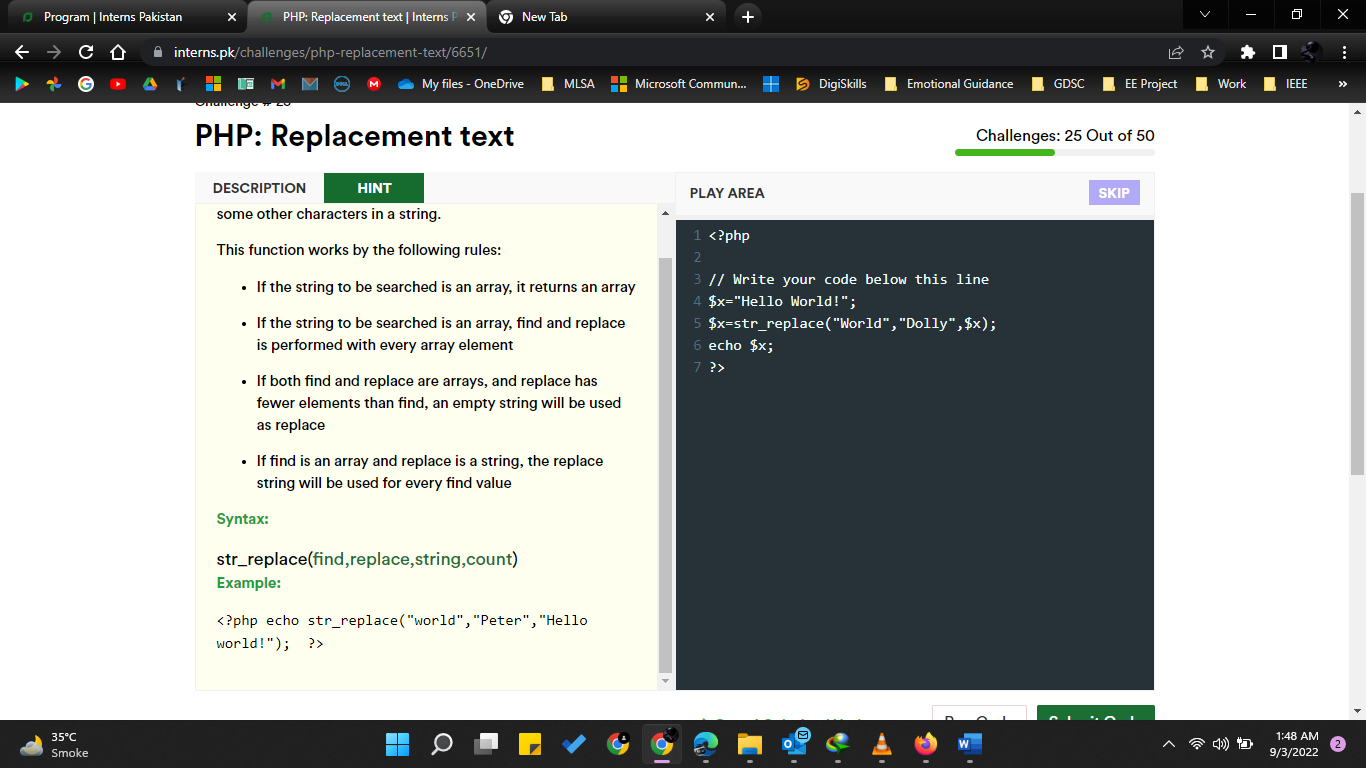 Program | Interns Pakistan
PHP: Replacement text | Interns P
New Tab
interns.pk/challenges/php-replacement-text/6651/
My files - OneDrive
MLSA
Microsoft Commun...
DigiSkills
Emotional Guidance
GDSC
EE Project
Work
IEEE
»
PHP: Replacement text
Challenges: 25 Out of 50
DESCRIPTION
HINT
PLAY AREA
SKIP
some other characters in a string.
This function works by the following rules:
• If the string to be searched is an array, it returns an array
• If the string to be searched is an array, find and replace
is performed with every array element
• If both find and replace are arrays, and replace has
fewer elements than find, an empty string will be used
as replace
• If find is an array and replace is a string, the replace
string will be used for every find value
Syntax:
str_replace(find,replace,string,count)
Example:
<?php echo str_replace("world","Peter","Hello
world!");  ?>
1 <?php
2
3 // Write your code below this line
4 $x="Hello World!";
5 $x=str_replace("World","Dolly",$x);
6 echo $x;
7 ?>
35°C
Smoke
1:48 AM
9/3/2022
2